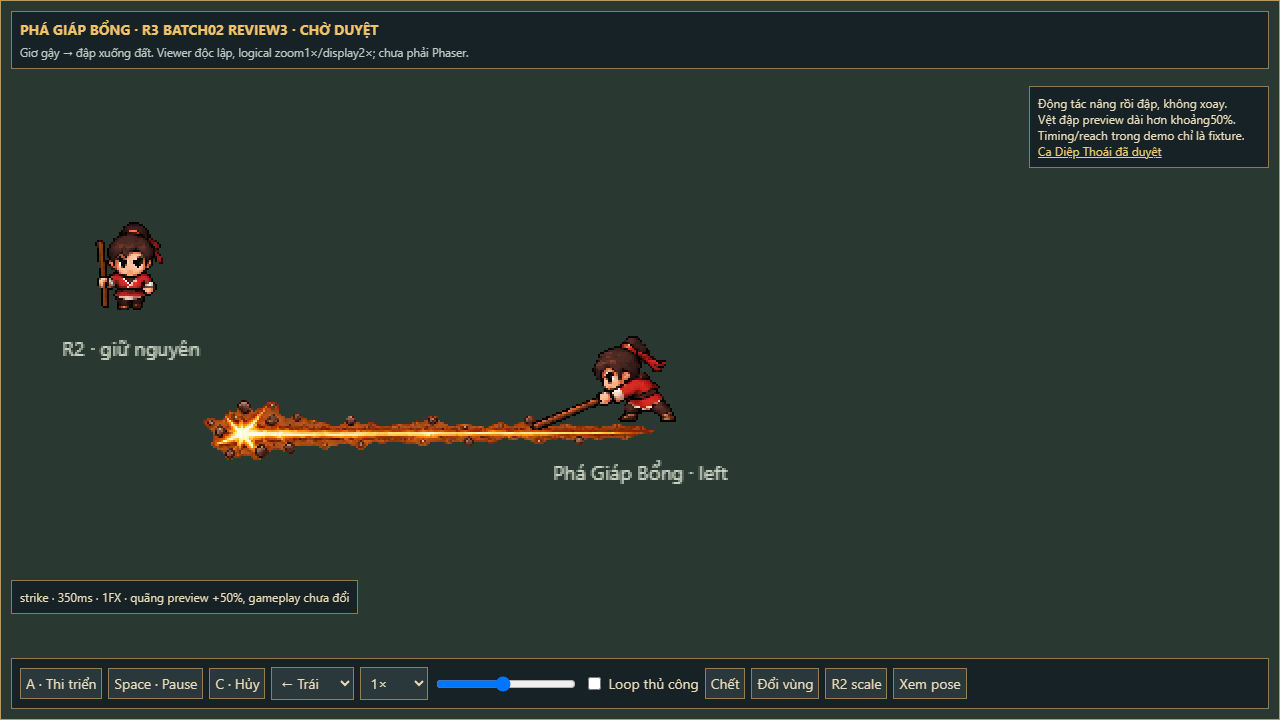 PHÁ GIÁP BỔNG · R3 BATCH02 REVIEW3 · CHỜ DUYỆT
Giơ gậy → đập xuống đất. Viewer độc lập, logical zoom1×/display2×; chưa phải Phaser.
Động tác nâng rồi đập, không xoay.
Vệt đập preview dài hơn khoảng50%.
Timing/reach trong demo chỉ là fixture.
Ca Diệp Thoái đã duyệt
R2 · giữ nguyên
Phá Giáp Bổng · left
strike · 350ms · 1FX · quãng preview +50%, gameplay chưa đổi
A · Thi triển Space · Pause C · Hủy ← Trái 1× Loop thủ công Chết Đổi vùng R2 scale Xem pose